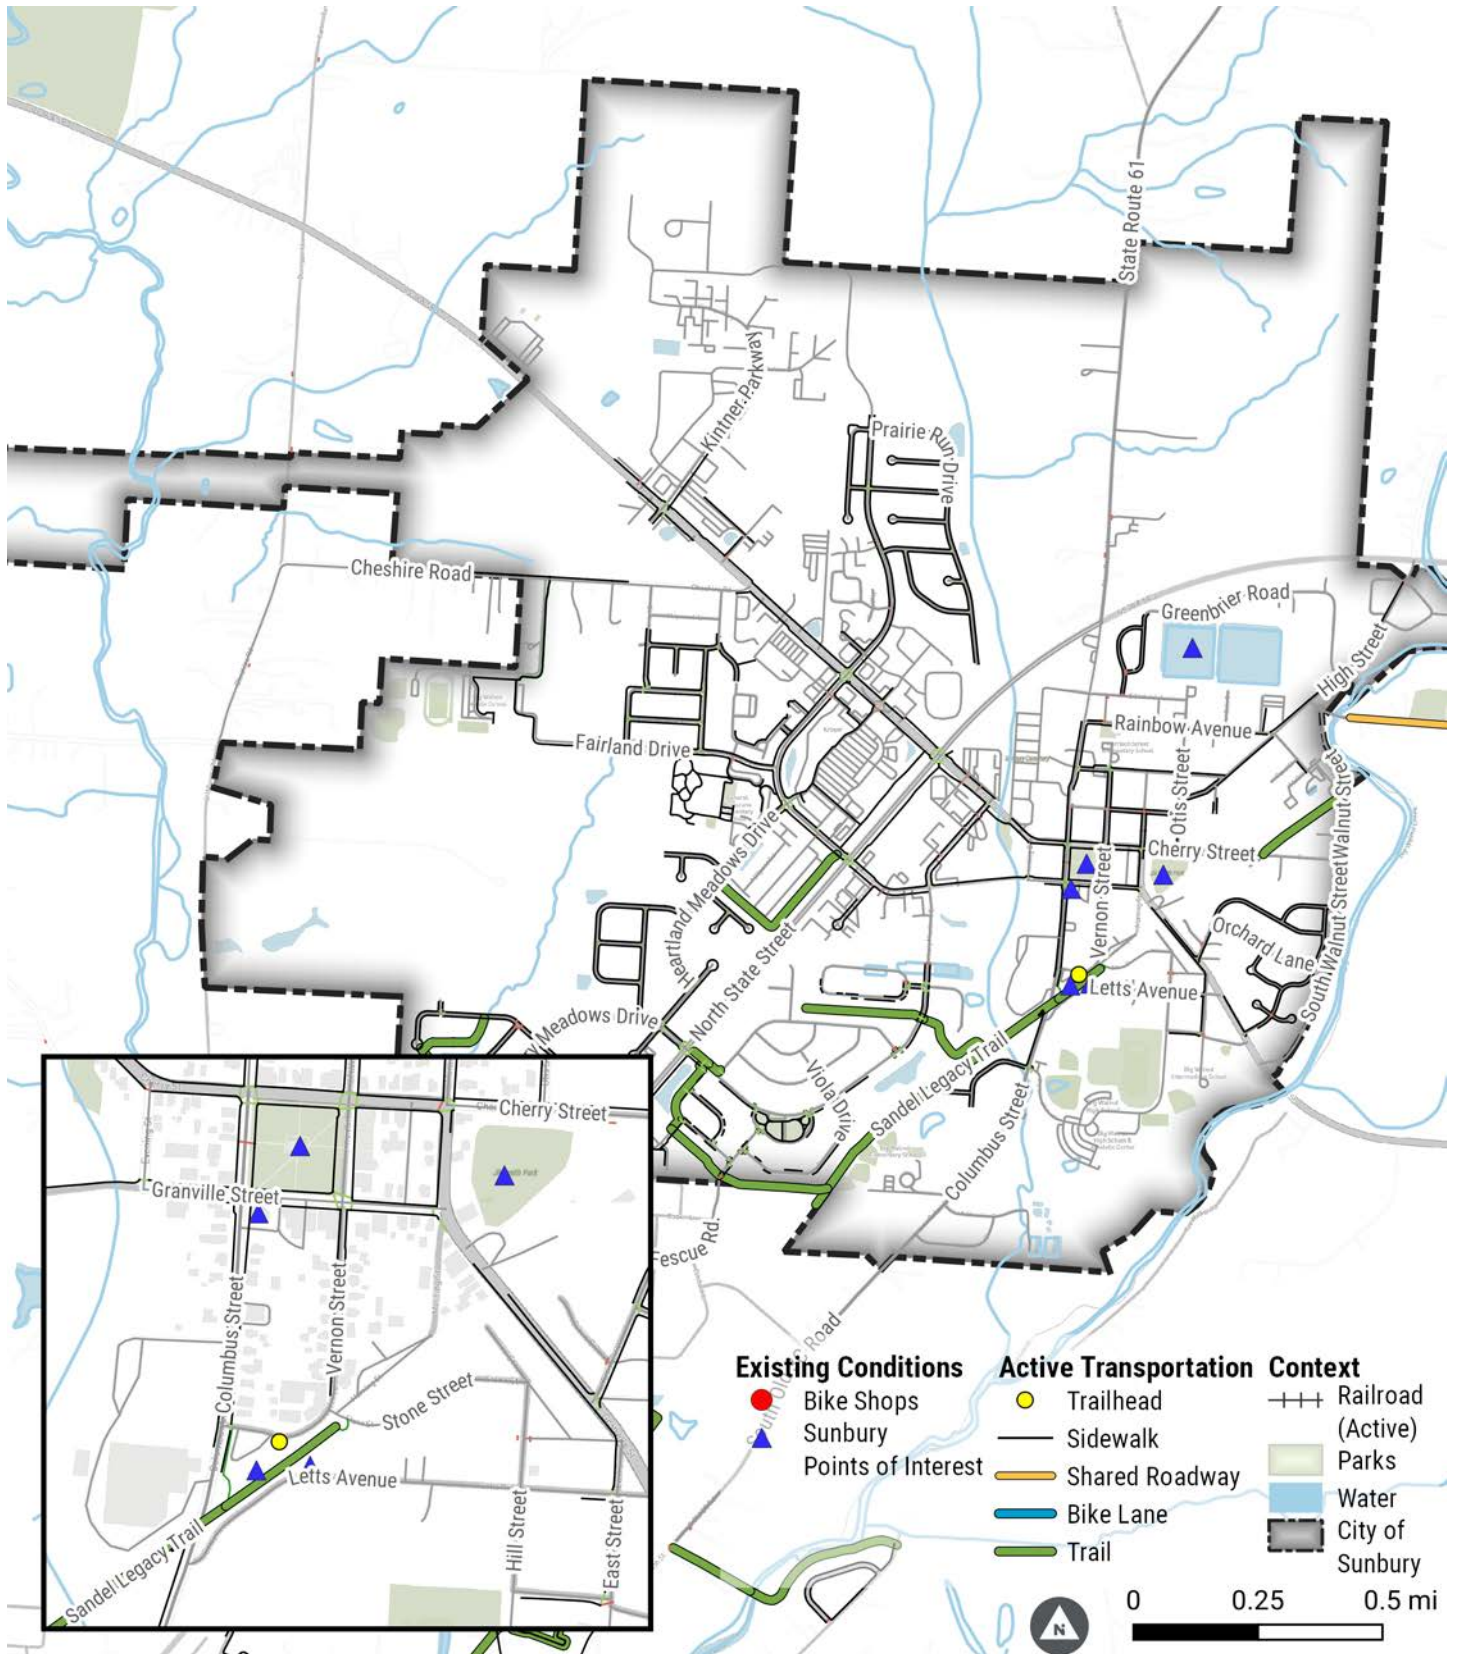 State Route 61
Kintner Parkway
Prairie Run Drive
Cheshire Road
Greenbrier Road
High Street
Rainbow Avenue
Fairland Drive
Otis Street
Cherry Street
South Walnut Street
Walnut Street
Heartland Meadows Drive
Vernon Street
Orchard Lane
North State Street
Letts Avenue
Meadows Drive
Viola Drive
Sandel Legacy Trail
Columbus Street
Fescue Rd.
Cherry Street
Granville Street
Columbus Street
Vernon Street
Stone Street
Letts Avenue
Sandel Legacy Trail
Hill Street
East Street
Existing Conditions
Bike Shops
Sunbury
Points of Interest
Active Transportation
Trailhead
Sidewalk
Shared Roadway
Bike Lane
Trail
Context
Railroad
(Active)
Parks
Water
City of
Sunbury
N
0 0.25 0.5 mi